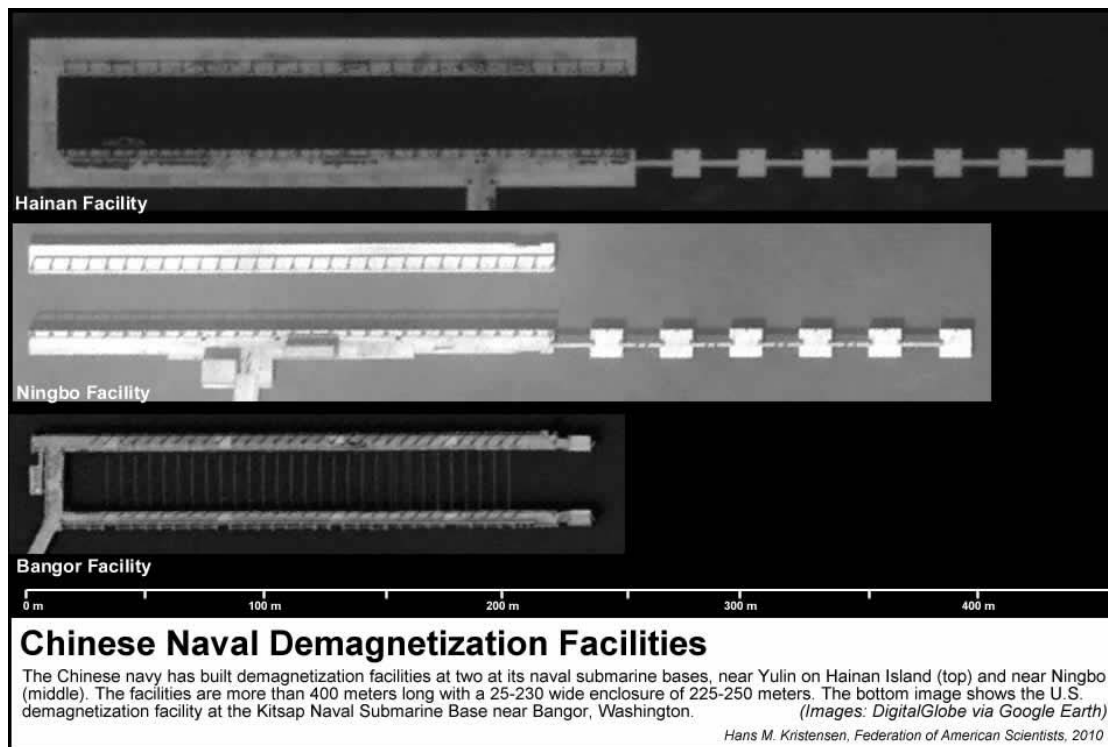 Hainan Facility
Ningbo Facility
Bangor Facility
0 m 100 m 200 m 300 m 400 m
Chinese Naval Demagnetization Facilities
The Chinese navy has built demagnetization facilities at two at its naval submarine bases, near Yulin on Hainan Island (top) and near Ningbo
(middle). The facilities are more than 400 meters long with a 25-230 wide enclosure of 225-250 meters. The bottom image shows the U.S.
demagnetization facility at the Kitsap Naval Submarine Base near Bangor, Washington. (Images: DigitalGlobe via Google Earth)
Hans M. Kristensen, Federation of American Scientists, 2010